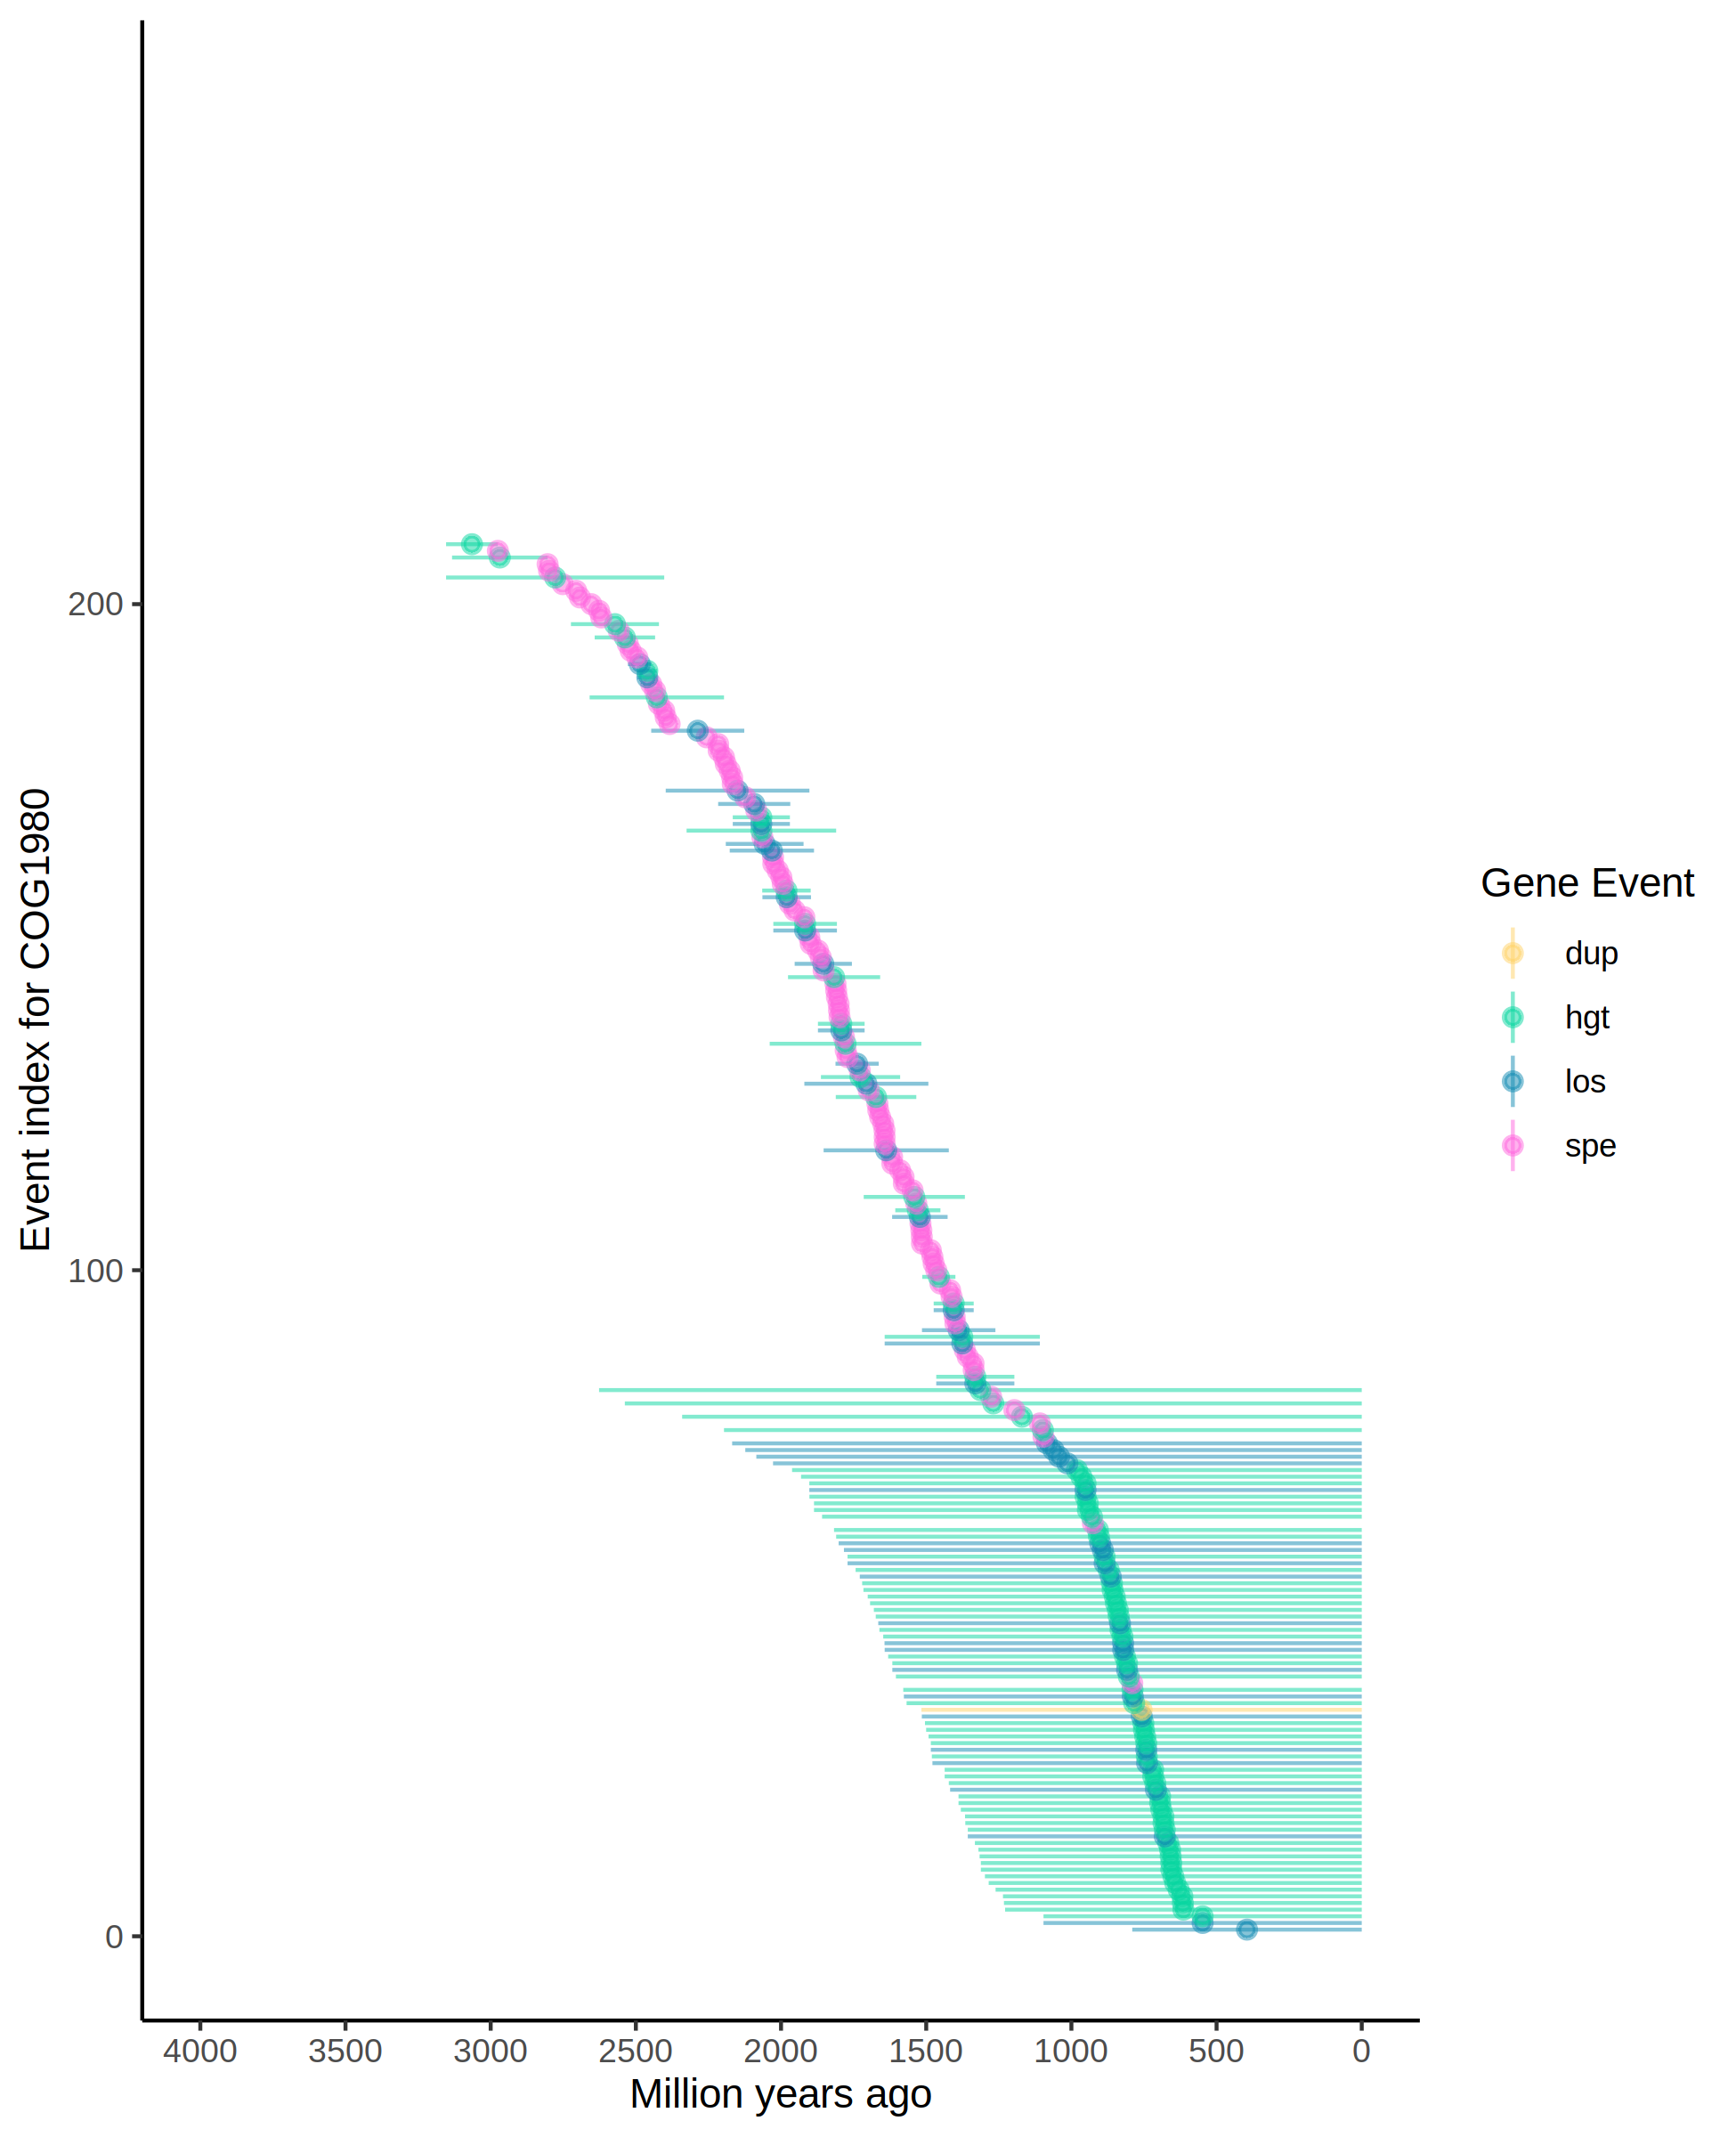 Event index for COG1980
200
100
0
4000 3500 3000 2500 2000 1500 1000 500 0
Million years ago
Gene Event
dup
hgt
los
spe